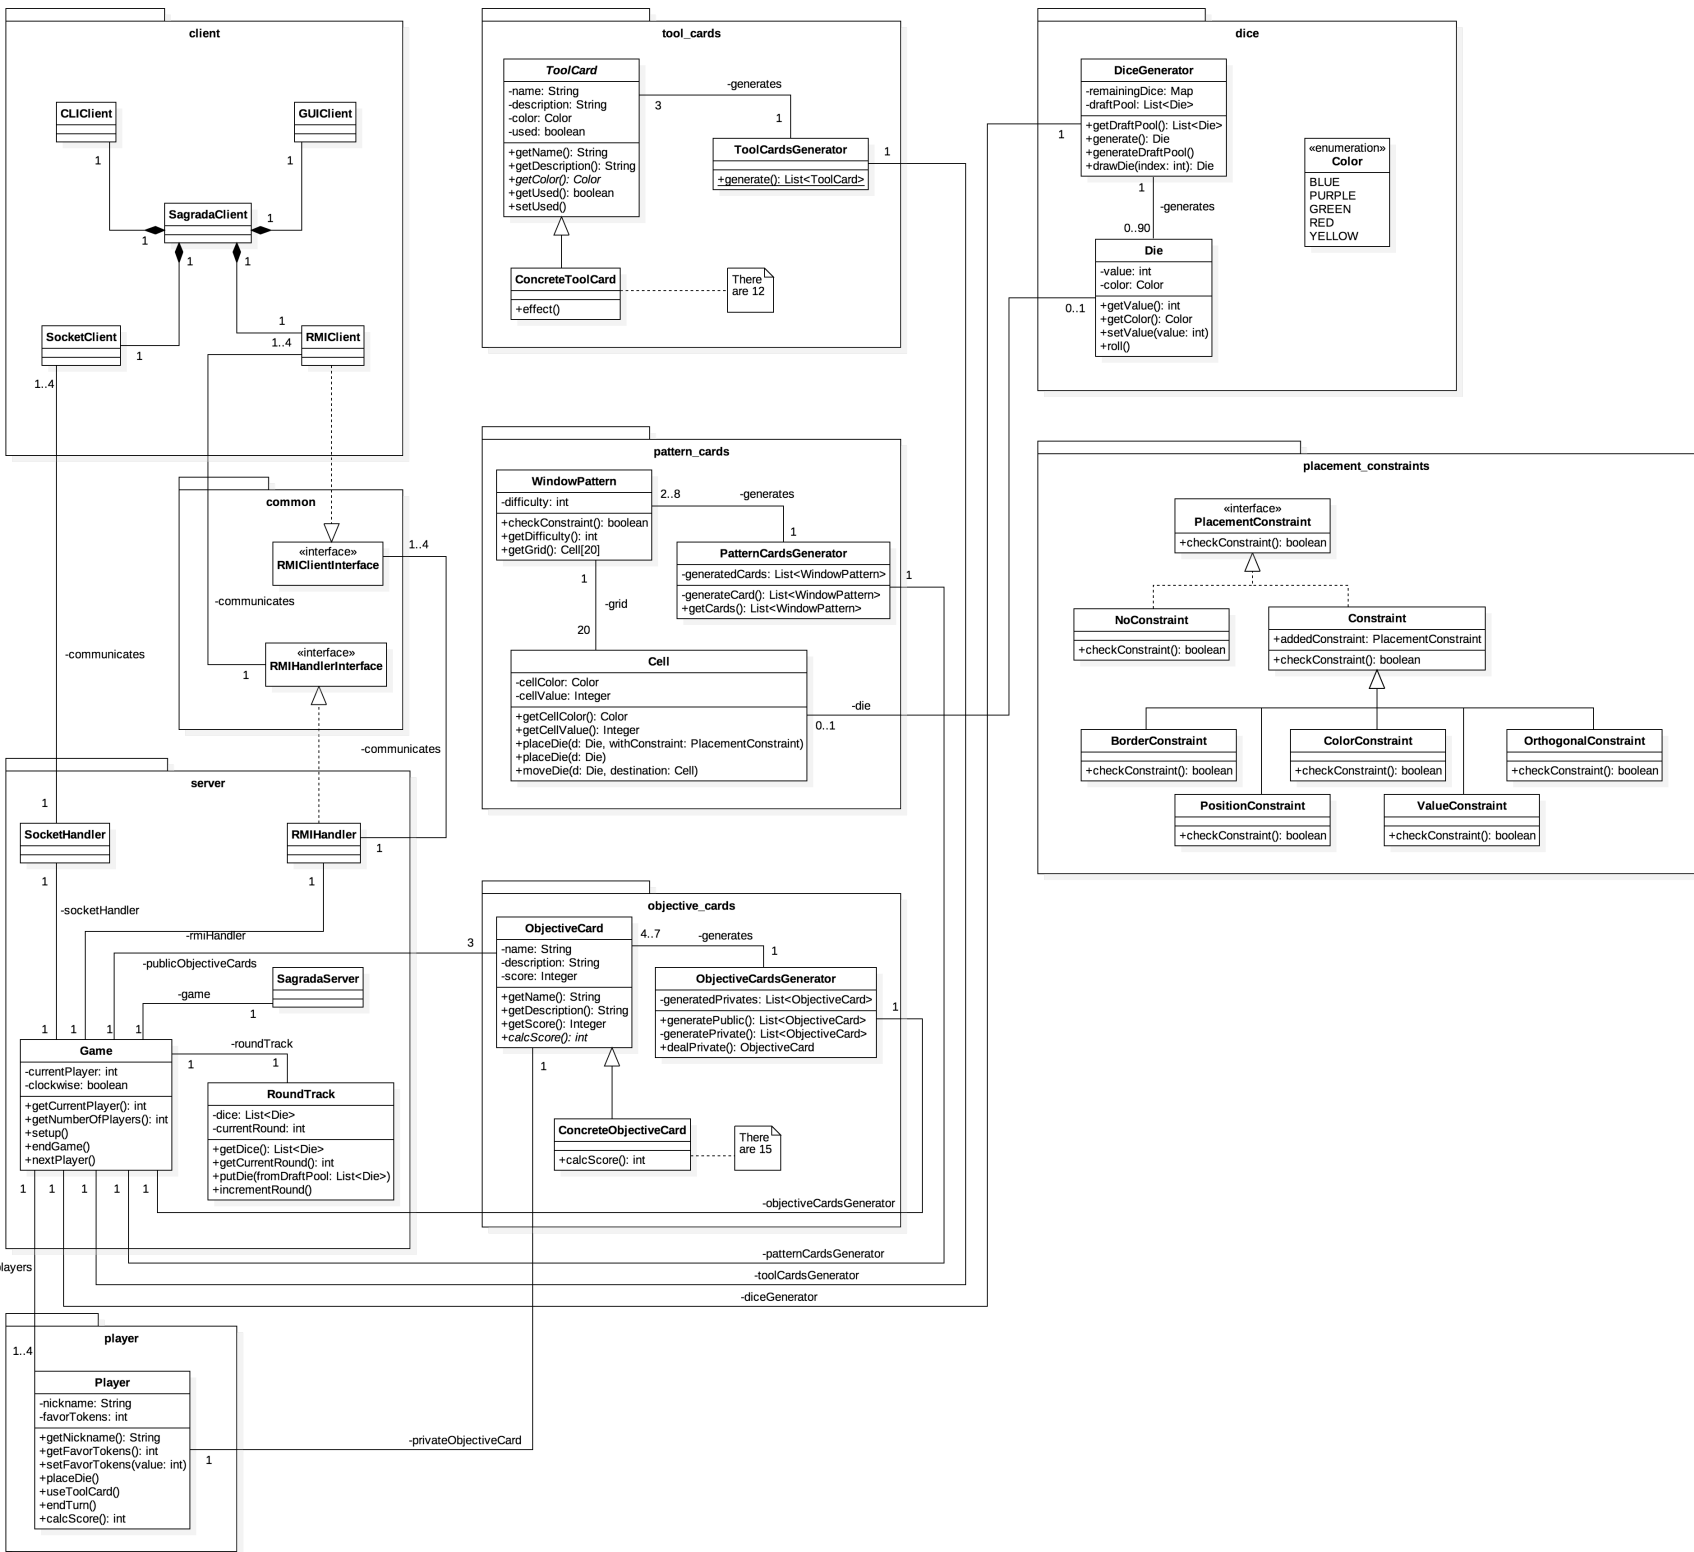 client
CLIClient
1
GUIClient
1
SagradaClient
1
1
1
1
SocketClient
1
1..4
RMIClient
1
1..4
common
«interface»
RMIClientInterface
1..4
-communicates
«interface»
RMIHandlerInterface
1
-communicates
-communicates
server
1
SocketHandler
1
RMIHandler
1
1
-socketHandler
-rmiHandler
-publicObjectiveCards
3
SagradaServer
-game
1
1
1
1
1
Game
-currentPlayer: int
-clockwise: boolean
+getCurrentPlayer(): int
+getNumberOfPlayers(): int
+setup()
+endGame()
+nextPlayer()
-roundTrack
1
1
RoundTrack
-dice: List<Die>
-currentRound: int
+getDice(): List<Die>
+getCurrentRound(): int
+putDie(fromDraftPool: List<Die>)
+incrementRound()
1
1
1
1
1
layers
player
1..4
Player
-nickname: String
-favorTokens: int
+getNickname(): String
+getFavorTokens(): int
+setFavorTokens(value: int)
+placeDie()
+useToolCard()
+endTurn()
+calcScore(): int
1
-privateObjectiveCard
tool_cards
ToolCard
-name: String
-description: String
-color: Color
-used: boolean
+getName(): String
+getDescription(): String
+getColor(): Color
+getUsed(): boolean
+setUsed()
-generates
3
1
ToolCardsGenerator
+generate(): List<ToolCard>
1
ConcreteToolCard
+effect()
There
are 12
pattern_cards
WindowPattern
-difficulty: int
+checkConstraint(): boolean
+getDifficulty(): int
+getGrid(): Cell[20]
2..8
-generates
1
PatternCardsGenerator
-generatedCards: List<WindowPattern>
-generateCard(): List<WindowPattern>
+getCards(): List<WindowPattern>
1
1
-grid
20
Cell
-cellColor: Color
-cellValue: Integer
+getCellColor(): Color
+getCellValue(): Integer
+placeDie(d: Die, withConstraint: PlacementConstraint)
+placeDie(d: Die)
+moveDie(d: Die, destination: Cell)
-die
0..1
objective_cards
ObjectiveCard
-name: String
-description: String
-score: Integer
+getName(): String
+getDescription(): String
+getScore(): Integer
+calcScore(): int
4..7
-generates
1
ObjectiveCardsGenerator
-generatedPrivates: List<ObjectiveCard>
+generatePublic(): List<ObjectiveCard>
-generatePrivate(): List<ObjectiveCard>
+dealPrivate(): ObjectiveCard
1
1
ConcreteObjectiveCard
+calcScore(): int
There
are 15
-objectiveCardsGenerator
-patternCardsGenerator
-toolCardsGenerator
-diceGenerator
dice
DiceGenerator
-remainingDice: Map
-draftPool: List<Die>
+getDraftPool(): List<Die>
+generate(): Die
+generateDraftPool()
+drawDie(index: int): Die
1
1
-generates
0..90
Die
-value: int
-color: Color
+getValue(): int
+getColor(): Color
+setValue(value: int)
+roll()
0..1
«enumeration»
Color
BLUE
PURPLE
GREEN
RED
YELLOW
placement_constraints
«interface»
PlacementConstraint
+checkConstraint(): boolean
NoConstraint
+checkConstraint(): boolean
Constraint
+addedConstraint: PlacementConstraint
+checkConstraint(): boolean
BorderConstraint
+checkConstraint(): boolean
ColorConstraint
+checkConstraint(): boolean
OrthogonalConstraint
+checkConstraint(): boolean
PositionConstraint
+checkConstraint(): boolean
ValueConstraint
+checkConstraint(): boolean